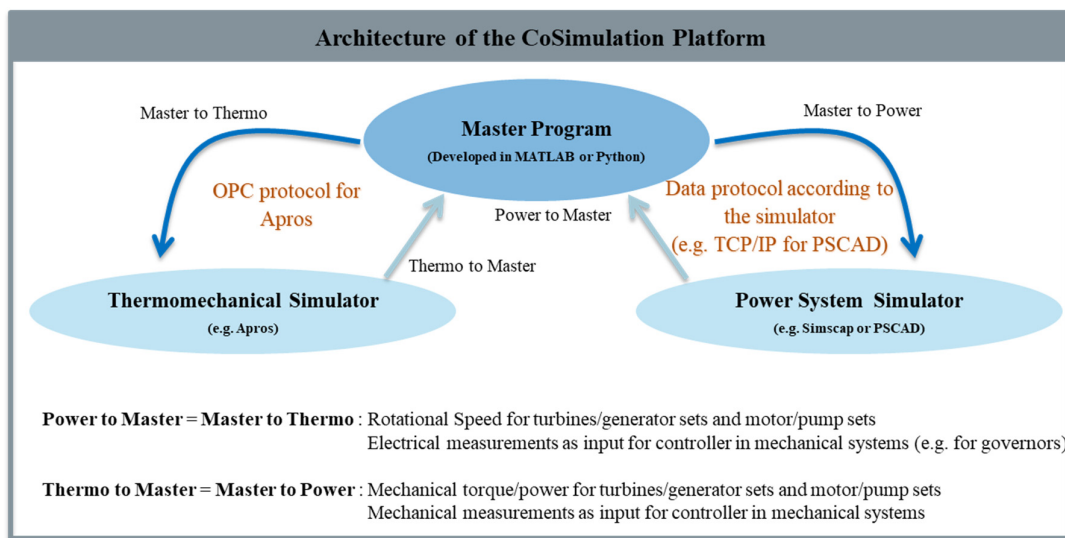 Architecture of the CoSimulation Platform
Master to Thermo
Master Program
(Developed in MATLAB or Python)
Master to Power
OPC protocol for
Apros
Power to Master
Data protocol according to
the simulator
(e.g. TCP/IP for PSCAD)
Thermo to Master
Thermomechanical Simulator
(e.g. Apros)
Power System Simulator
(e.g. Simscap or PSCAD)
Power to Master = Master to Thermo : Rotational Speed for turbines/generator sets and motor/pump sets
Electrical measurements as input for controller in mechanical systems (e.g. for governors)
Thermo to Master = Master to Power : Mechanical torque/power for turbines/generator sets and motor/pump sets
Mechanical measurements as input for controller in mechanical systems